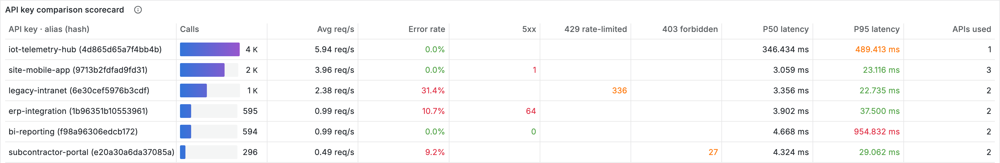 API key comparison scorecard
API key · alias (hash) Calls Avg req/s Error rate 5xx 429 rate-limited 403 forbidden P50 latency P95 latency APIs used
iot-telemetry-hub (4d865d65a7f4bb4b) 4 K 5.94 req/s 0.0% 346.434 ms 489.413 ms 1
site-mobile-app (9713b2fdfad9fd31) 2 K 3.96 req/s 0.0% 1 3.059 ms 23.116 ms 3
legacy-intranet (6e30cef5976b3cdf) 1 K 2.38 req/s 31.4% 336 3.356 ms 22.735 ms 2
erp-integration (1b96351b10553961) 595 0.99 req/s 10.7% 64 3.902 ms 37.500 ms 2
bi-reporting (f98a96306edcb172) 594 0.99 req/s 0.0% 0 4.668 ms 954.832 ms 2
subcontractor-portal (e20a30a6da37085a) 296 0.49 req/s 9.2% 27 4.324 ms 29.062 ms 2